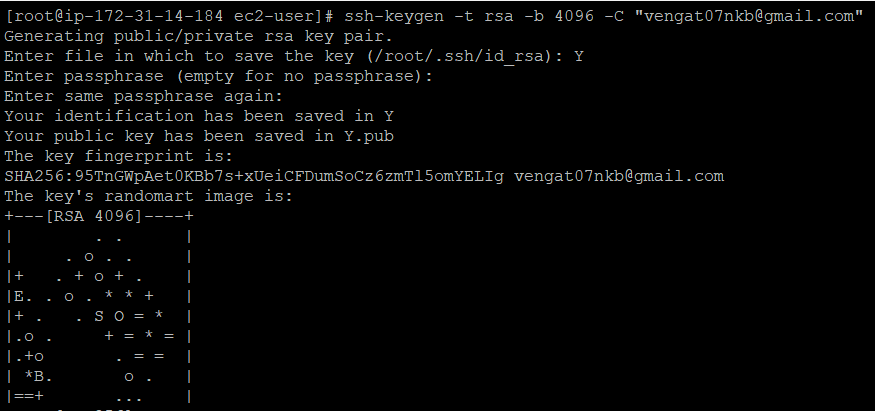 [root@ip-172-31-14-184 ec2-user]# ssh-keygen -t rsa -b 4096 -C "vengat07nkb@gmail.com"
Generating public/private rsa key pair.
Enter file in which to save the key (/root/.ssh/id_rsa): Y
Enter passphrase (empty for no passphrase):
Enter same passphrase again:
Your identification has been saved in Y
Your public key has been saved in Y.pub
The key fingerprint is:
SHA256:95TnGWpAet0KBb7s+xUeiCFDumSoCz6zmTl5omYELIg vengat07nkb@gmail.com
The key's randomart image is:
+---[RSA 4096]----+
|        . .      |
|     . o . .     |
|+   . + o + .    |
|E. . o . * * +   |
|+ .   . S O = *  |
|.o .     + = * = |
|.+o       . = =  |
| *B.       o .   |
|==+       ...    |